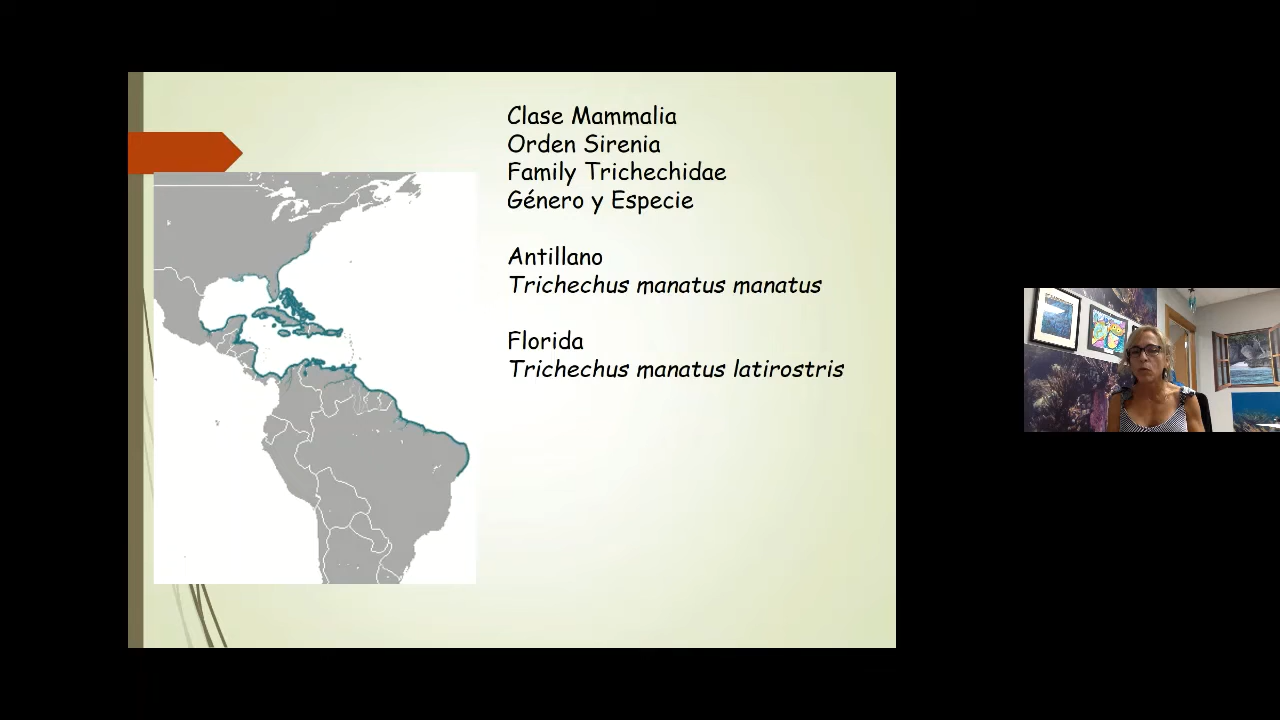 Clase Mammalia
Orden Sirenia
Family Trichechidae
Género y Especie
Antillano
Trichechus manatus manatus
Florida
Trichechus manatus latirostris